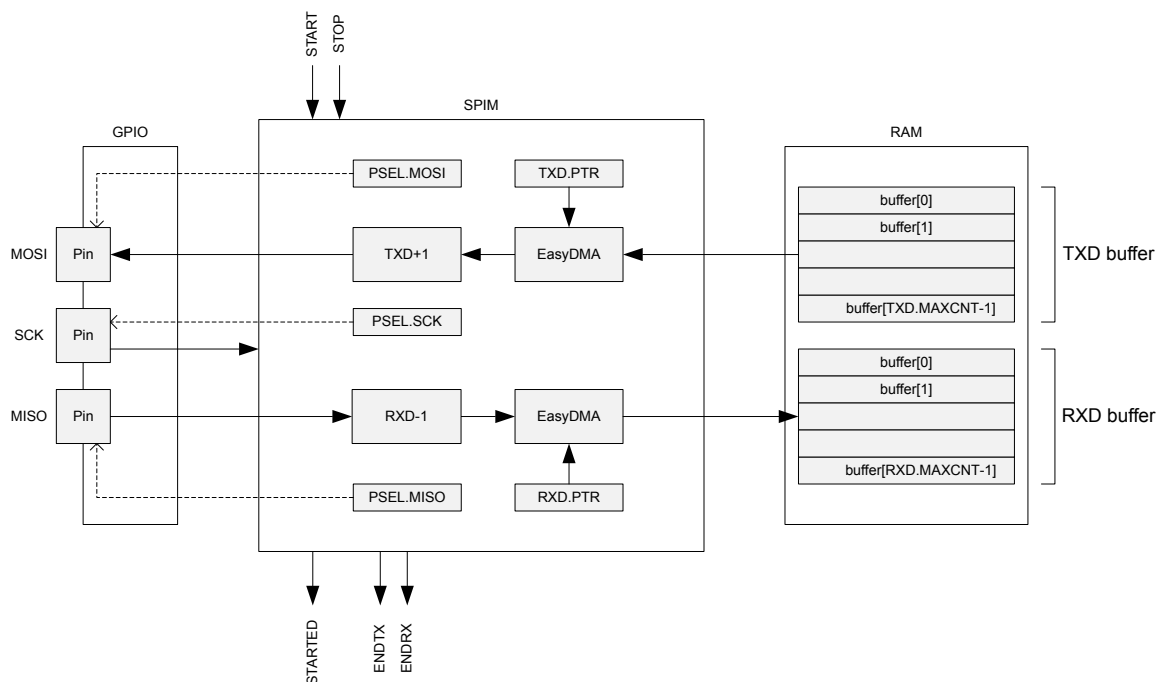 START
STOP
GPIO
SPIM
RAM
PSEL.MOSI
TXD.PTR
buffer[0]
buffer[1]
MOSI
Pin
TXD+1
EasyDMA
TXD buffer
buffer[TXD.MAXCNT-1]
SCK
Pin
PSEL.SCK
buffer[0]
buffer[1]
MISO
Pin
RXD-1
EasyDMA
RXD buffer
buffer[RXD.MAXCNT-1]
PSEL.MISO
RXD.PTR
STARTED
ENDTX
ENDRX